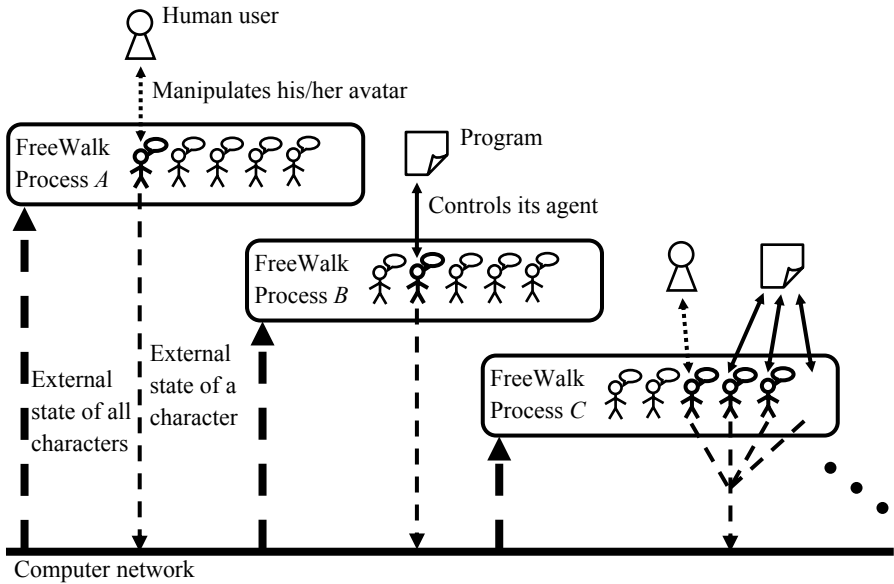 Human user
Manipulates his/her avatar
FreeWalk
Process A
Program
Controls its agent
FreeWalk
Process B
External
state of all
characters
External
state of a
character
FreeWalk
Process C
Computer network